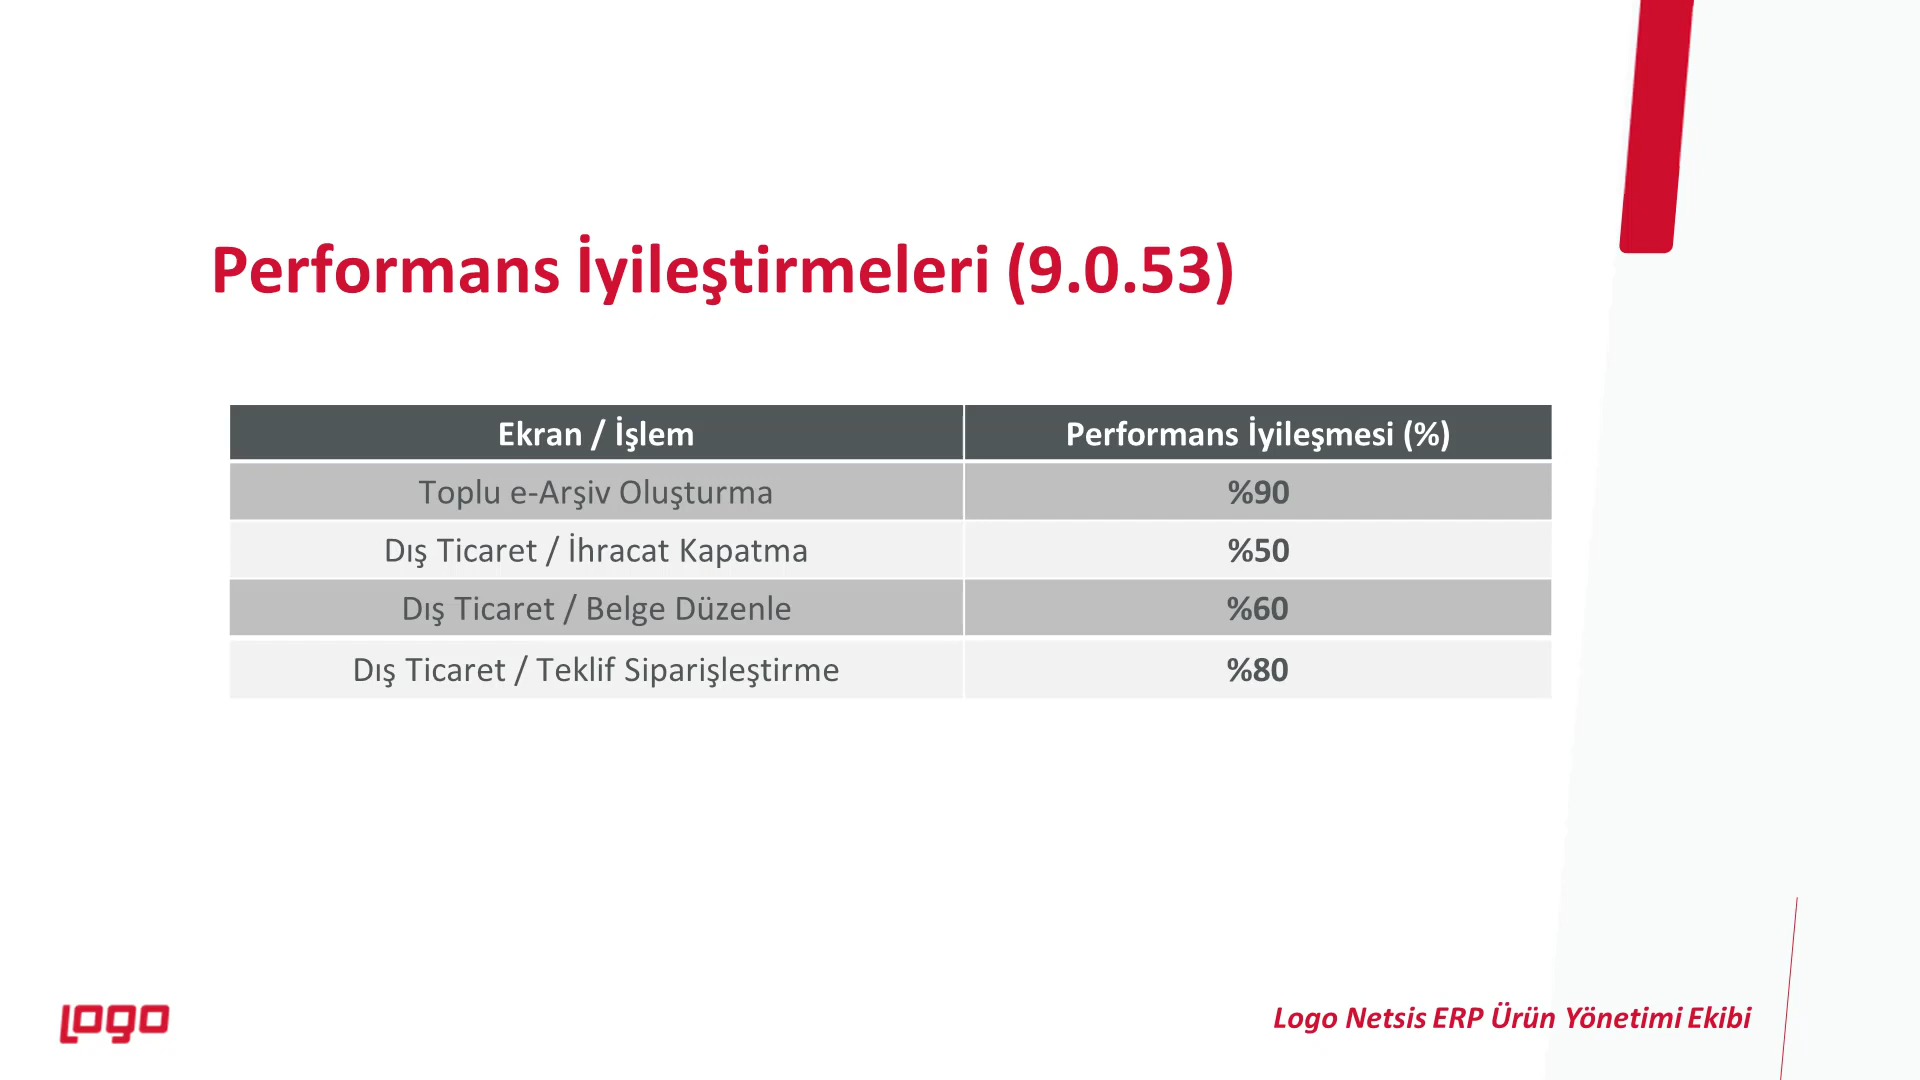 Performans İyileştirmeleri (9.0.53)
Ekran / İşlem Performans İyileşmesi (%)
Toplu e-Arşiv Oluşturma %90
Dış Ticaret / İhracat Kapatma %50
Dış Ticaret / Belge Düzenle %60
Dış Ticaret / Teklif Siparişleştirme %80
logo
Logo Netsis ERP Ürün Yönetimi Ekibi